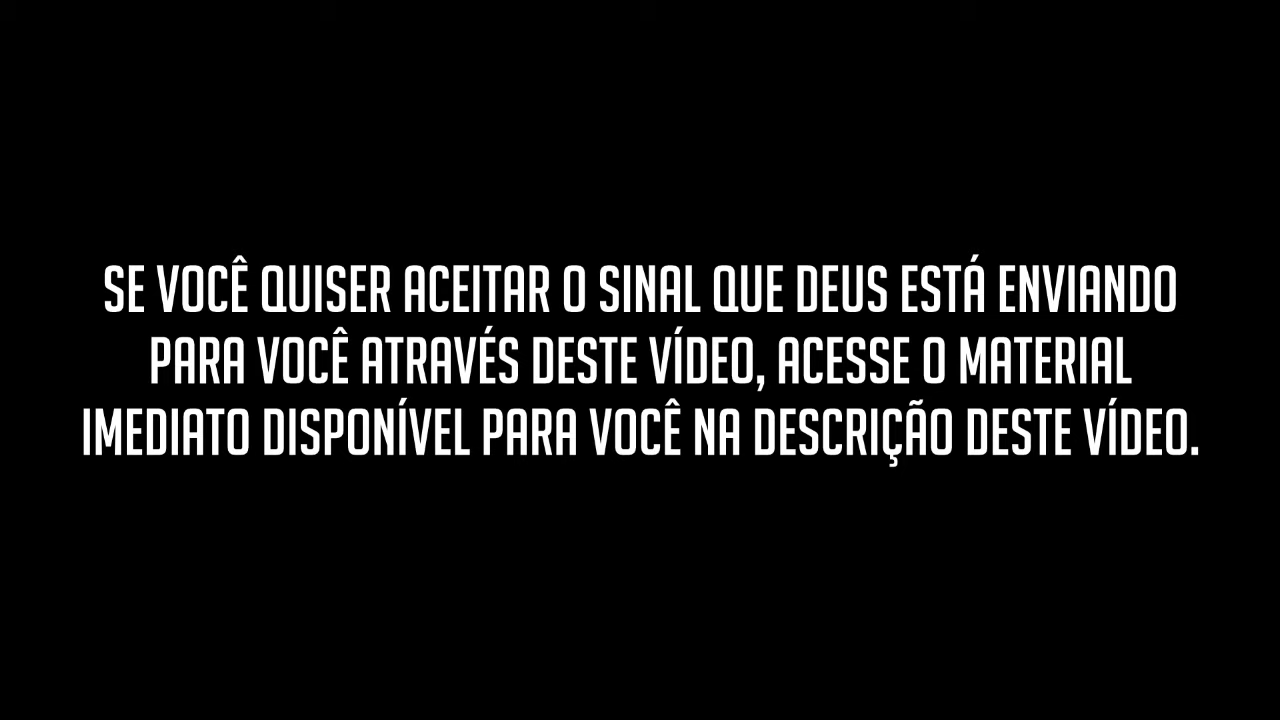 SE VOCÊ QUISER ACEITAR O SINAL QUE DEUS ESTÁ ENVIANDO
PARA VOCÊ ATRAVÉS DESTE VÍDEO, ACESSE O MATERIAL
IMEDIATO DISPONÍVEL PARA VOCÊ NA DESCRIÇÃO DESTE VÍDEO.